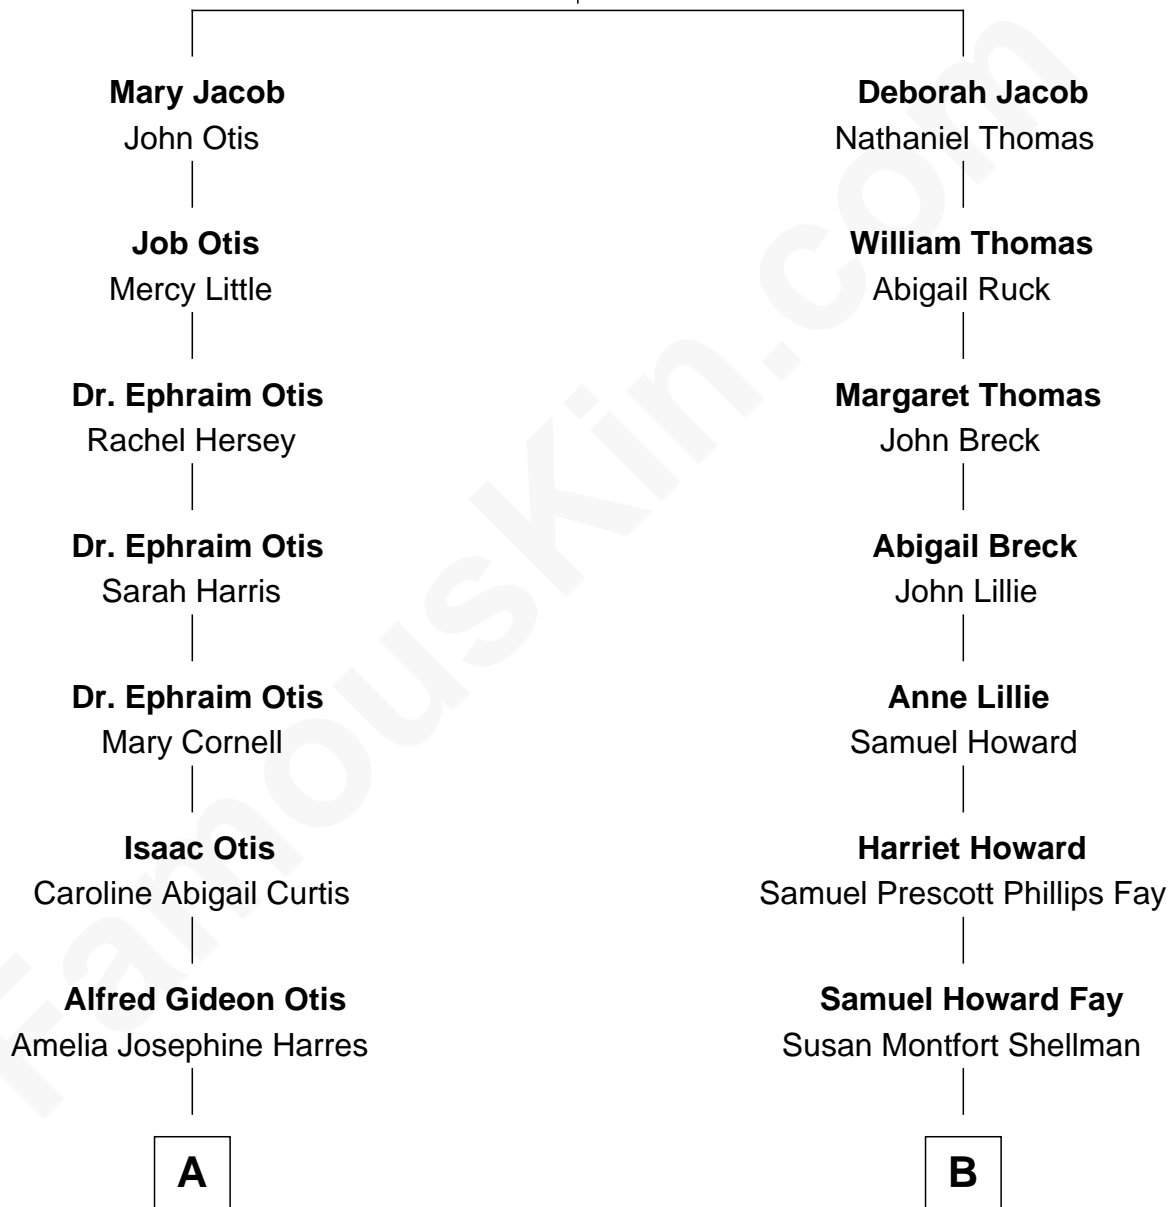 Mary Jacob
John Otis
Deborah Jacob
Nathaniel Thomas
Job Otis
Mercy Little
William Thomas
Abigail Ruck
Dr. Ephraim Otis
Rachel Hersey
Margaret Thomas
John Breck
Dr. Ephraim Otis
Sarah Harris
Abigail Breck
John Lillie
Dr. Ephraim Otis
Mary Cornell
Anne Lillie
Samuel Howard
Isaac Otis
Caroline Abigail Curtis
Harriet Howard
Samuel Prescott Phillips Fay
Alfred Gideon Otis
Amelia Josephine Harres
Samuel Howard Fay
Susan Montfort Shellman
A
B
FamousKin.com